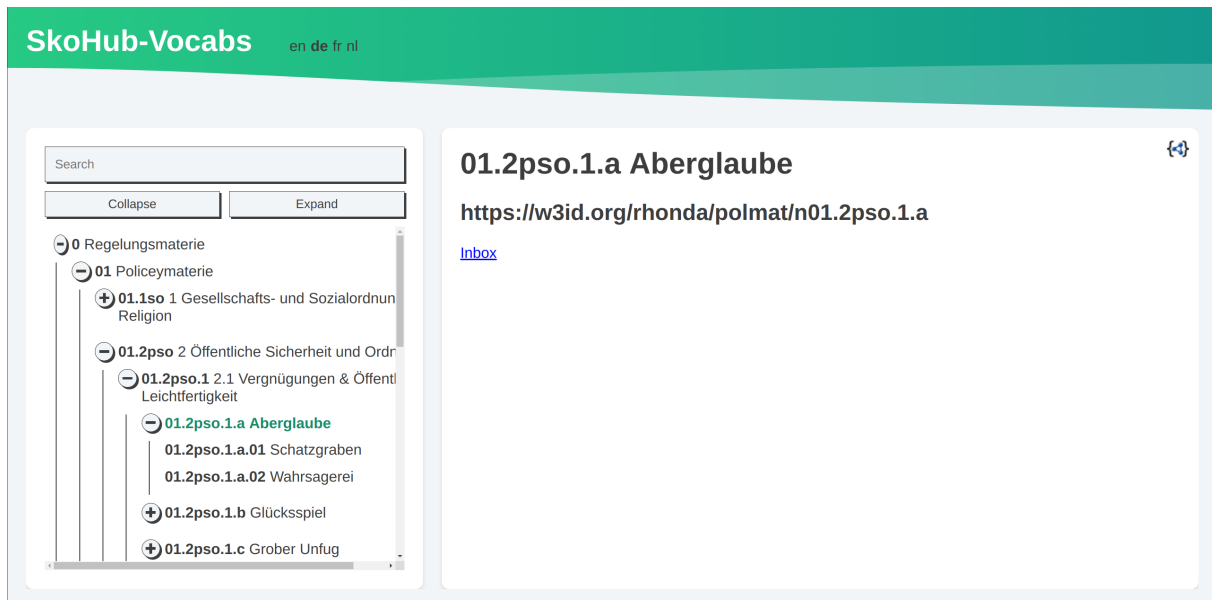 SkoHub-Vocabs
en de fr nl
Search
Collapse
Expand
0 Regelungsmaterie
01 Policeymaterie
01.1so 1 Gesellschafts- und Sozialordnun
Religion
01.2pso 2 Öffentliche Sicherheit und Ordn
01.2pso.1 2.1 Vergnügungen & Öffentl
Leichtfertigkeit
01.2pso.1.a Aberglaube
01.2pso.1.a.01 Schatzgraben
01.2pso.1.a.02 Wahrsagerei
01.2pso.1.b Glücksspiel
01.2pso.1.c Grober Unfug
01.2pso.1.a Aberglaube
https://w3id.org/rhonda/polmat/n01.2pso.1.a
Inbox